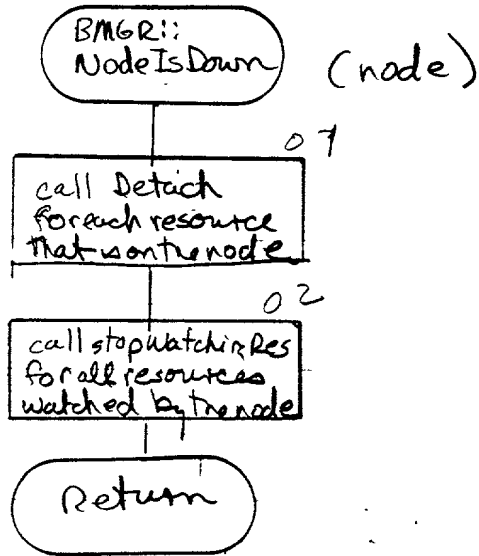 BMGR::
NodeIsDown
(node)
01
call Detach
for each resource
that is on the node
02
call stopWatchingRes
for all resources
watched by the node
Return